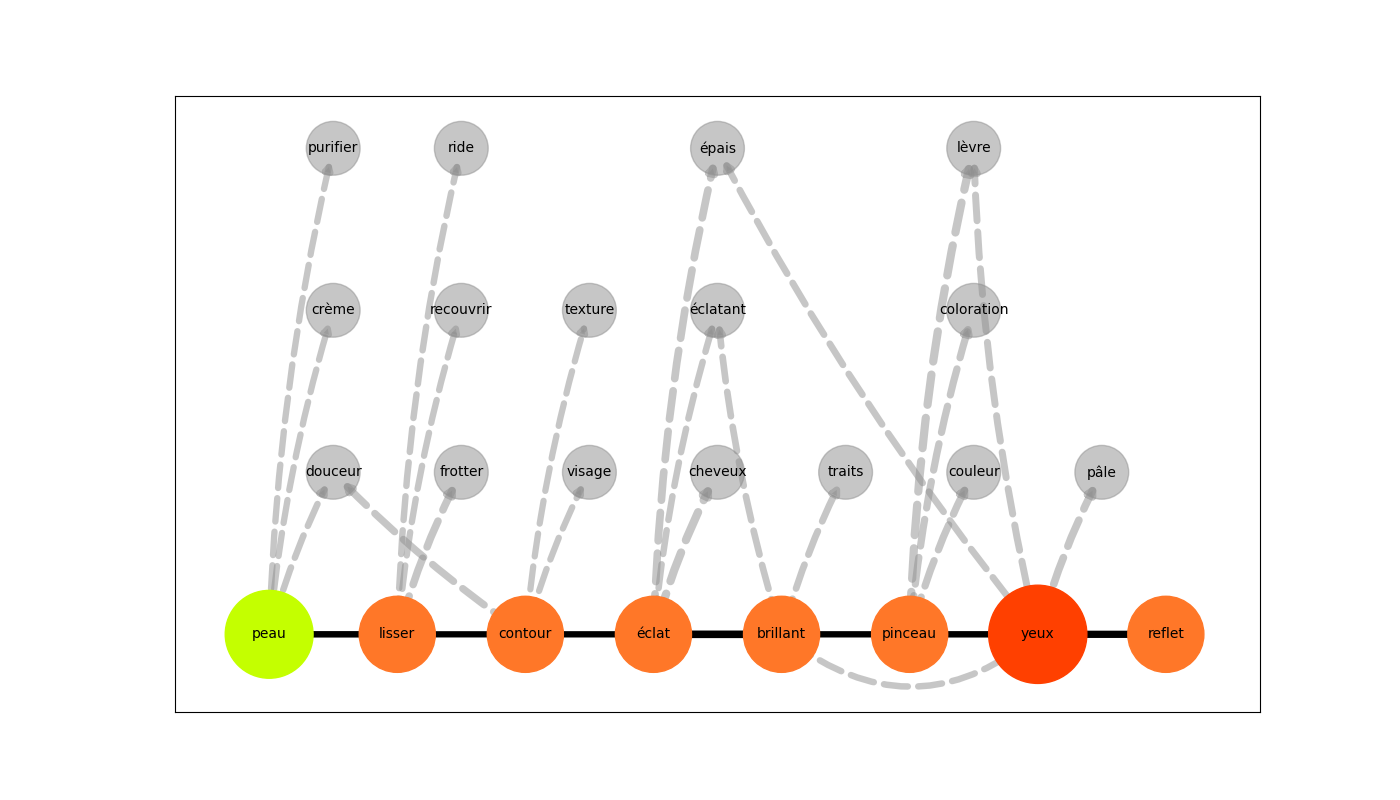 purifier
ride
épais
lèvre
crème
recouvrir
texture
éclatant
coloration
douceur
frotter
visage
cheveux
traits
couleur
pâle
peau
lisser
contour
éclat
brillant
pinceau
yeux
reflet